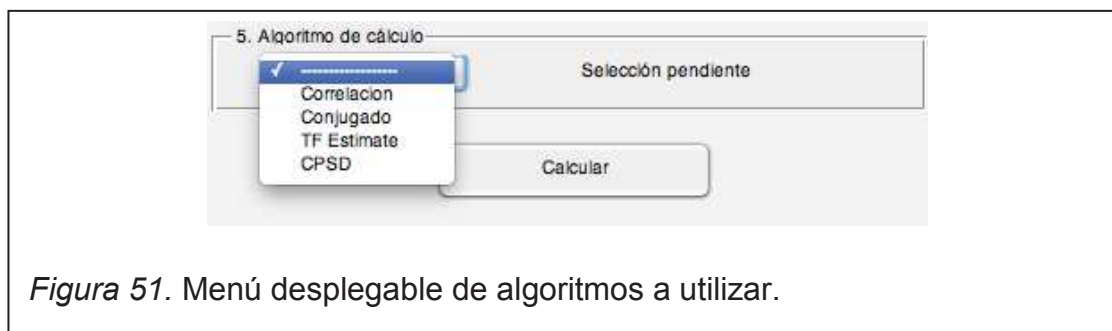 5. Algoritmo de cálculo
✓ ------------------
Selección pendiente
Correlacion
Conjugado
TF Estimate
CPSD
Calcular
Figura 51. Menú desplegable de algoritmos a utilizar.